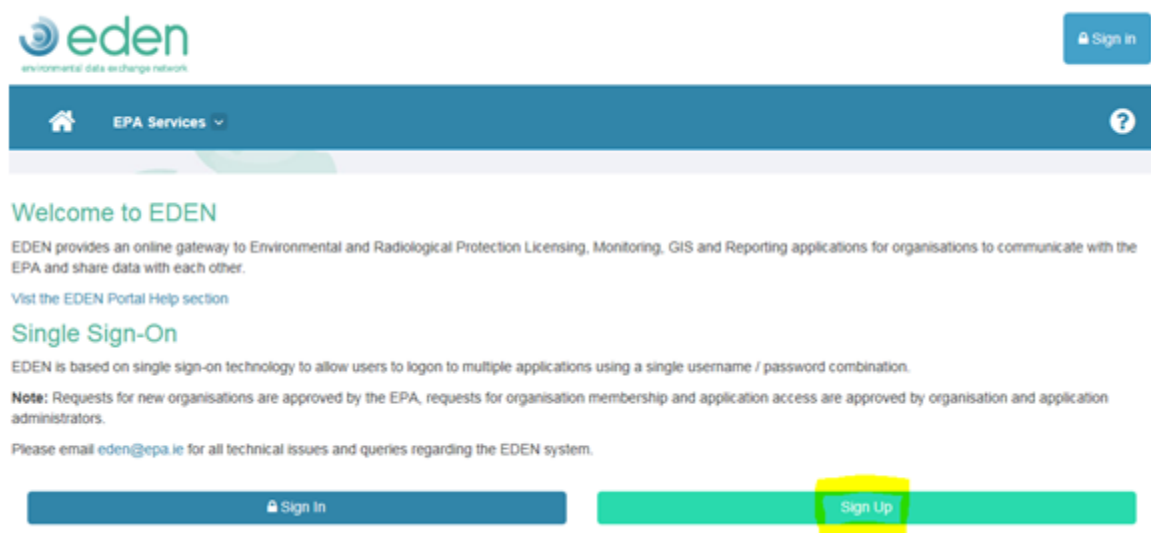 eden
environmental data exchange network
Sign in
EPA Services
?
Welcome to EDEN
EDEN provides an online gateway to Environmental and Radiological Protection Licensing, Monitoring, GIS and Reporting applications for organisations to communicate with the
EPA and share data with each other.
Vist the EDEN Portal Help section
Single Sign-On
EDEN is based on single sign-on technology to allow users to logon to multiple applications using a single username / password combination.
Note: Requests for new organisations are approved by the EPA, requests for organisation membership and application access are approved by organisation and application
administrators.
Please email eden@epa.ie for all technical issues and queries regarding the EDEN system.
Sign In
Sign Up